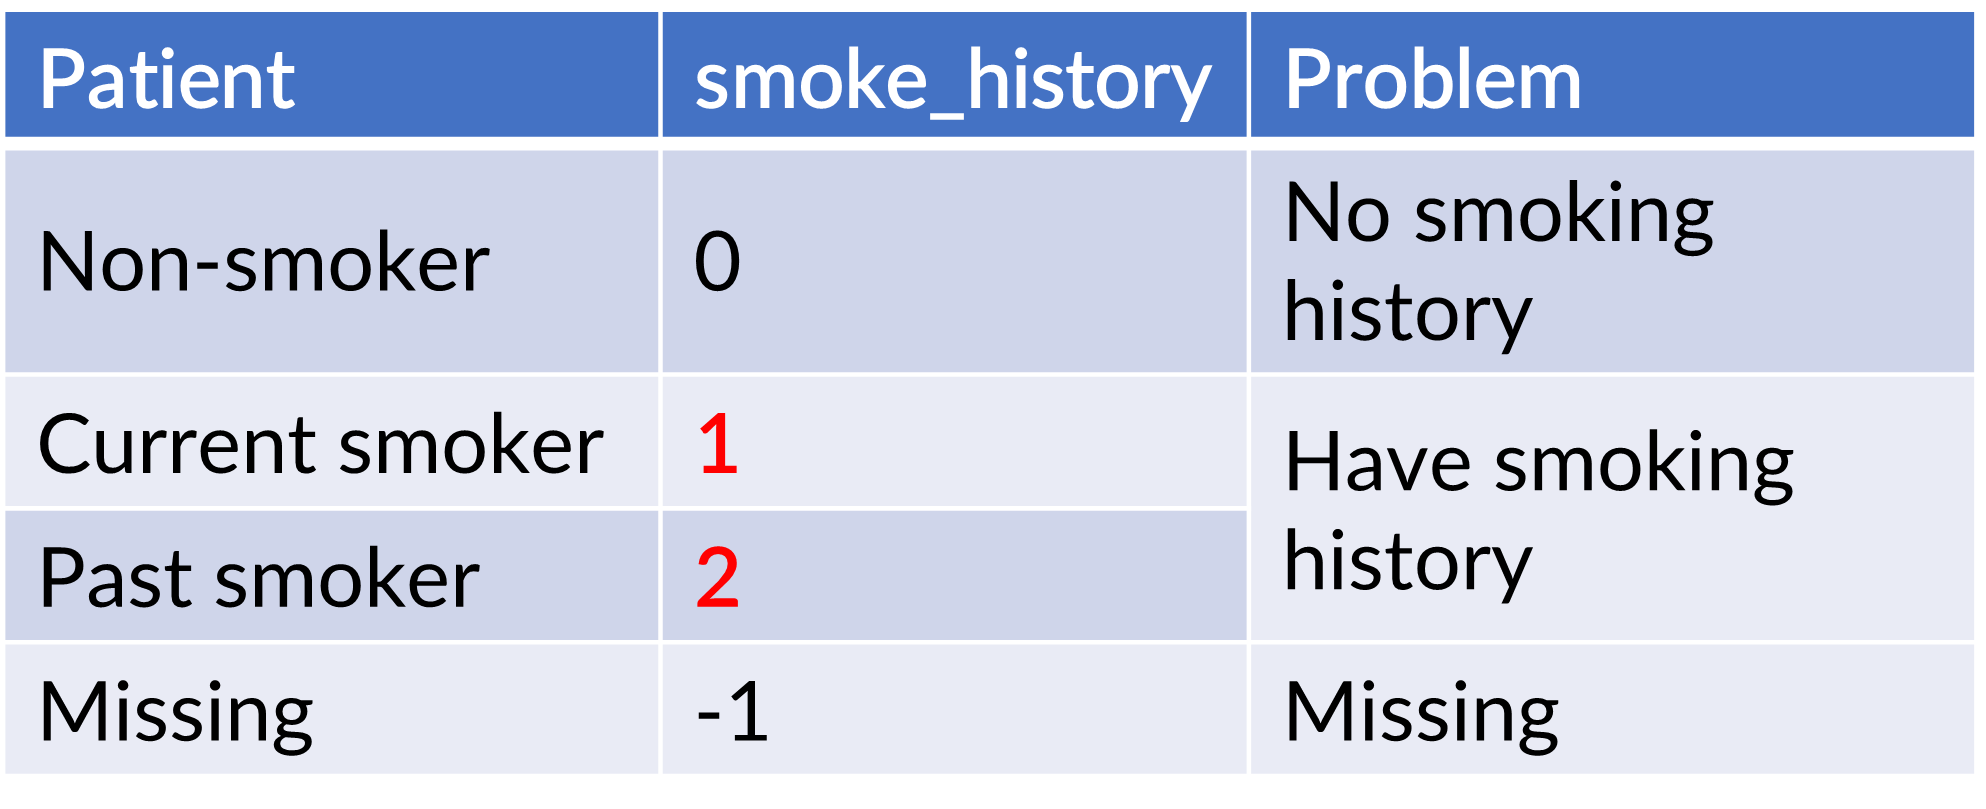 Patient smoke_history Problem
Non-smoker 0 No smoking
history
Current smoker 1 Have smoking
history
Past smoker 2
Missing -1 Missing